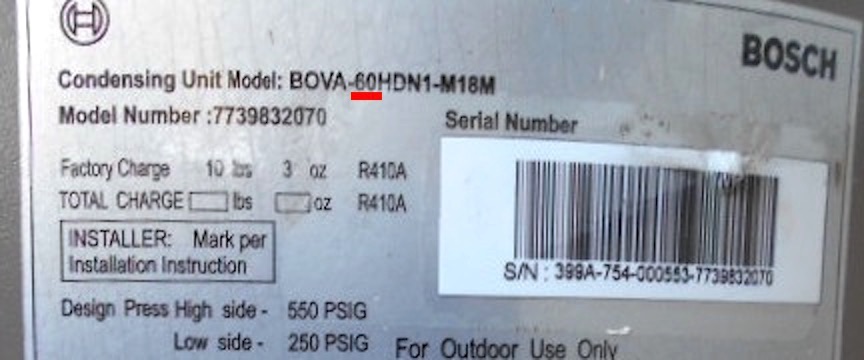 BOSCH
Condensing Unit Model: BOVA-60HDN1-M18M
Model Number :7739832070
Serial Number
Factory Charge 10 lbs 3 oz R410A
TOTAL CHARGE lbs oz R410A
INSTALLER: Mark per
Installation Instruction
S/N : 399A-754-000553-7739832070
Design Press High side - 550 PSIG
Low side - 250 PSIG
For Outdoor Use Only